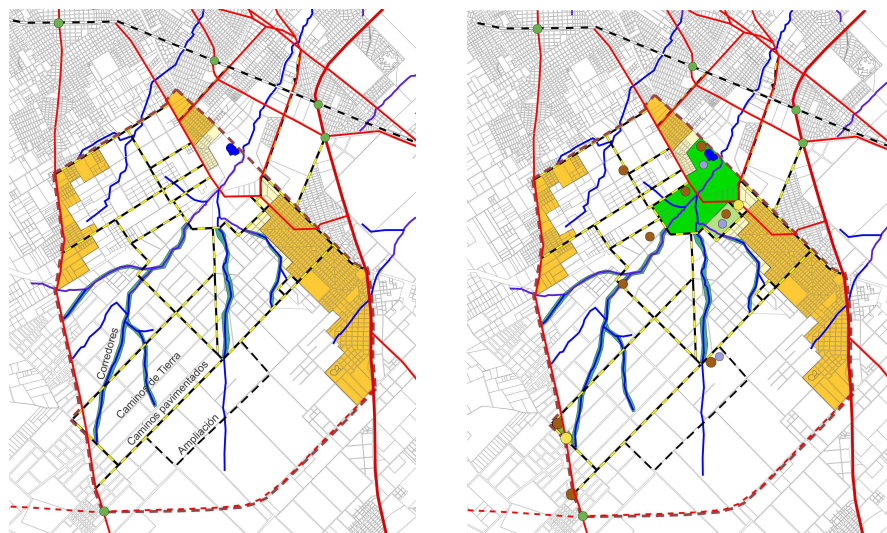 Corredores
Caminos de Tierra
Caminos pavimentados
Ampliación